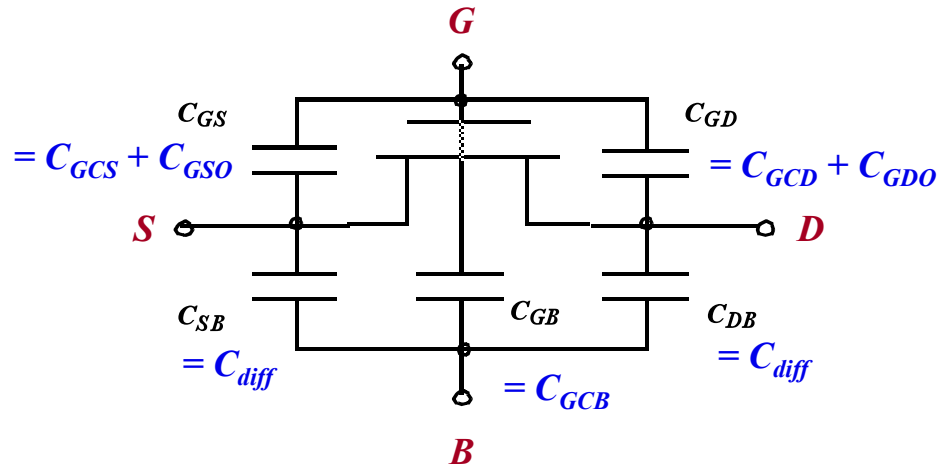 G
C_GS
C_GD
= C_GCS + C_GSO
= C_GCD + C_GDO
S
D
C_SB
C_GB
C_DB
= C_diff
= C_diff
= C_GCB
B